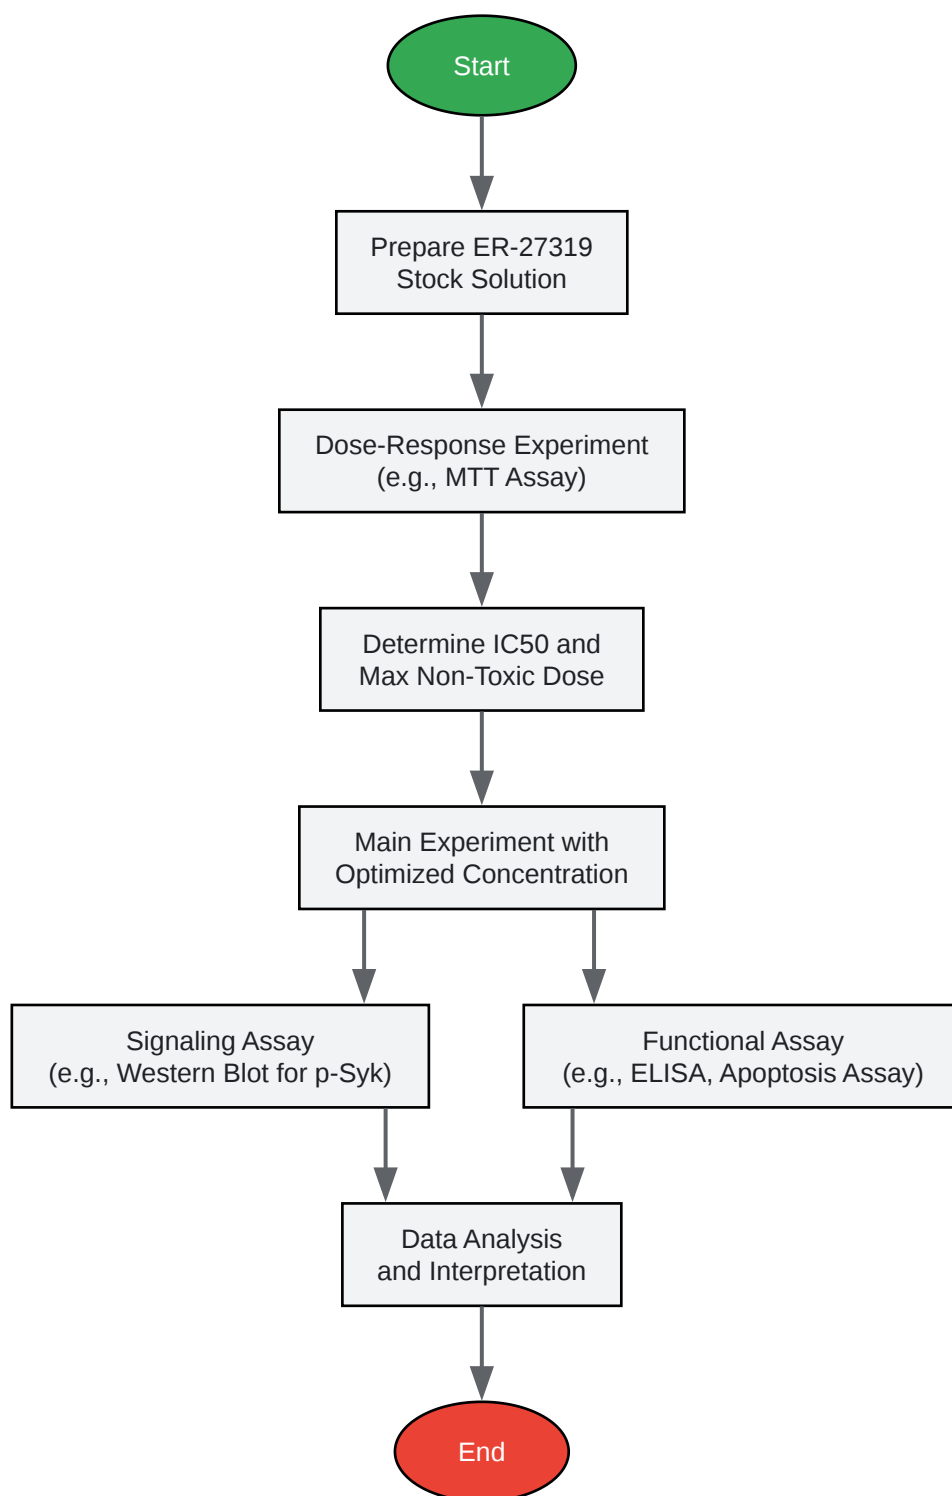 Start
Prepare ER-27319
Stock Solution
Dose-Response Experiment
(e.g., MTT Assay)
Determine IC50 and
Max Non-Toxic Dose
Main Experiment with
Optimized Concentration
Signaling Assay
(e.g., Western Blot for p-Syk)
Functional Assay
(e.g., ELISA, Apoptosis Assay)
Data Analysis
and Interpretation
End